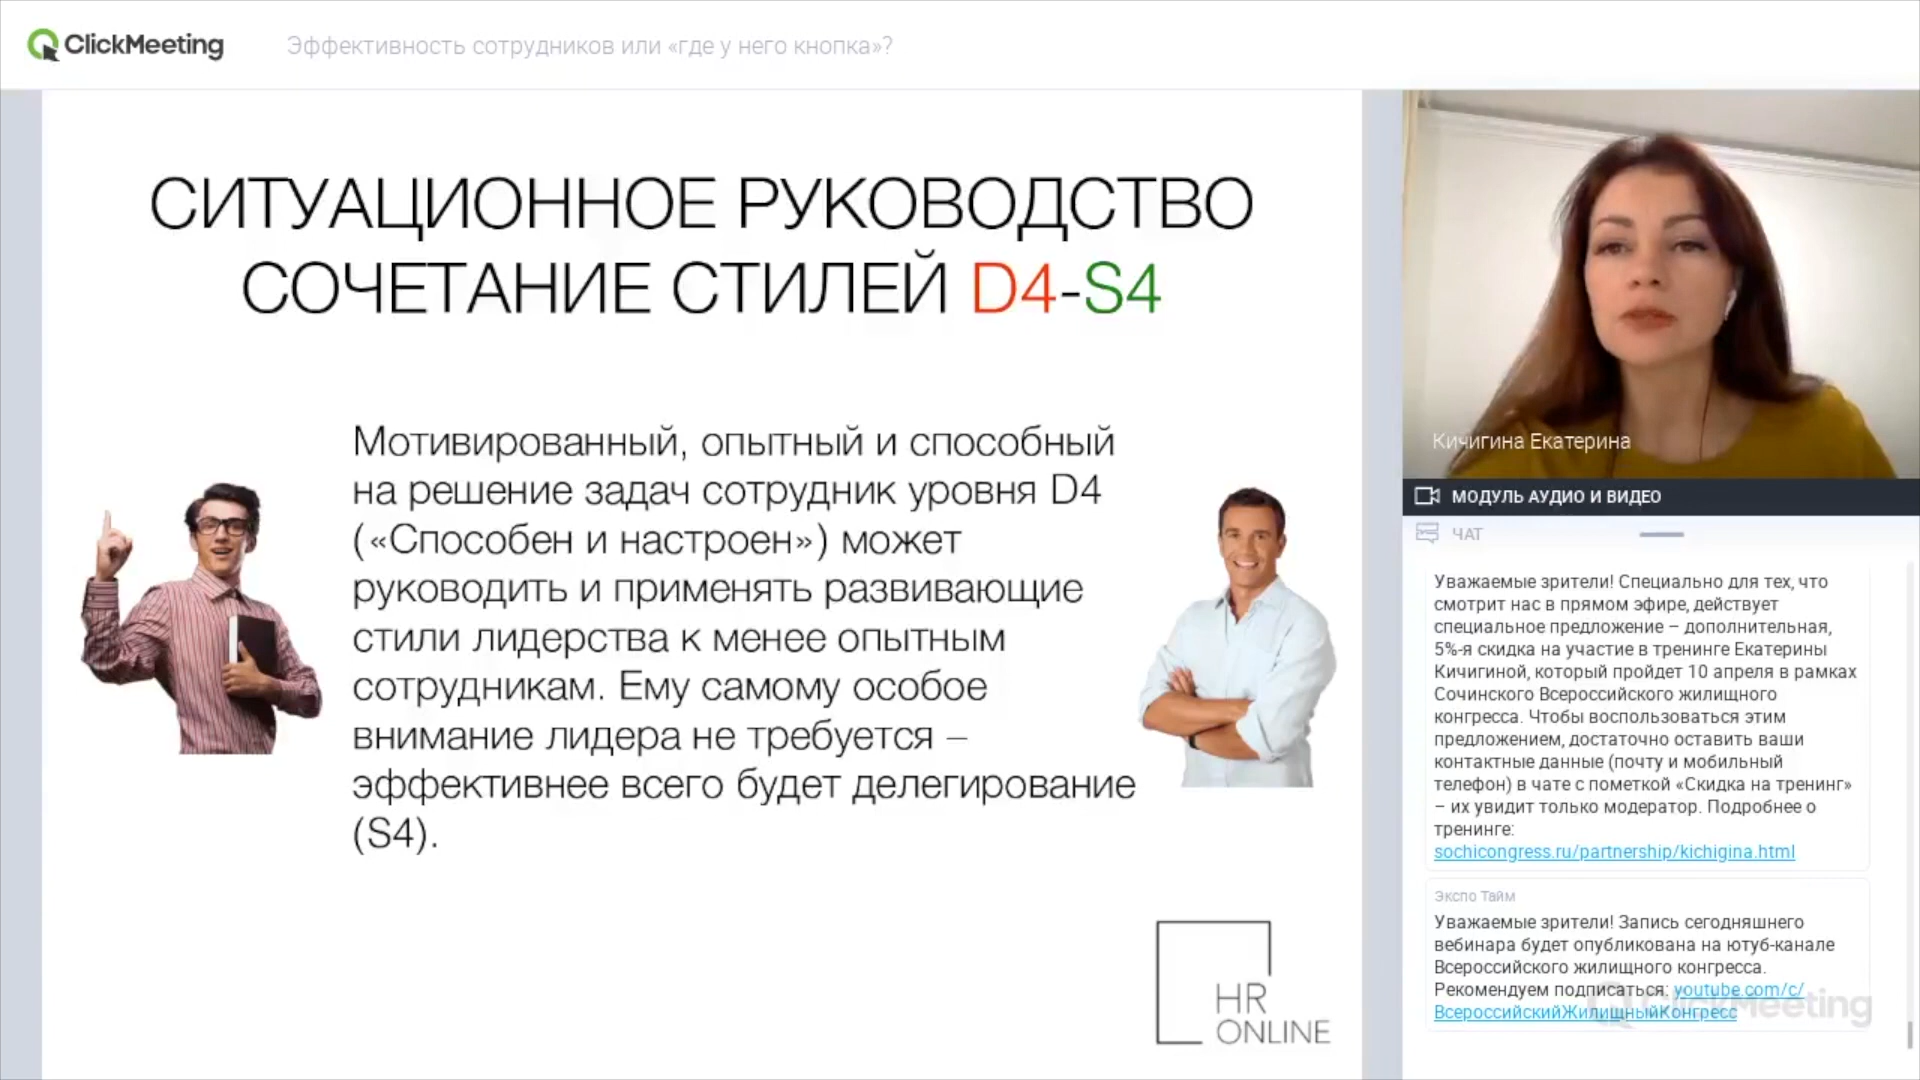 ClickMeeting
Эффективность сотрудников или «где у него кнопка»?
СИТУАЦИОННОЕ РУКОВОДСТВО
СОЧЕТАНИЕ СТИЛЕЙ D4-S4
Мотивированный, опытный и способный
на решение задач сотрудник уровня D4
(«Способен и настроен») может
руководить и применять развивающие
стили лидерства к менее опытным
сотрудникам. Ему самому особое
внимание лидера не требуется –
эффективнее всего будет делегирование
(S4).
HR
ONLINE
Кичигина Екатерина
МОДУЛЬ АУДИО И ВИДЕО
ЧАТ
Уважаемые зрители! Специально для тех, что
смотрит нас в прямом эфире, действует
специальное предложение – дополнительная,
5%-я скидка на участие в тренинге Екатерины
Кичигиной, который пройдет 10 апреля в рамках
Сочинского Всероссийского жилищного
конгресса. Чтобы воспользоваться этим
предложением, достаточно оставить ваши
контактные данные (почту и мобильный
телефон) в чате с пометкой «Скидка на тренинг»
– их увидит только модератор. Подробнее о
тренинге:
sochicongress.ru/partnership/kichigina.html
Экспо Тайм
Уважаемые зрители! Запись сегодняшнего
вебинара будет опубликована на ютуб-канале
Всероссийского жилищного конгресса.
Рекомендуем подписаться: youtube.com/c/
ВсероссийскийЖилищныйКонгресс
ClickMeeting